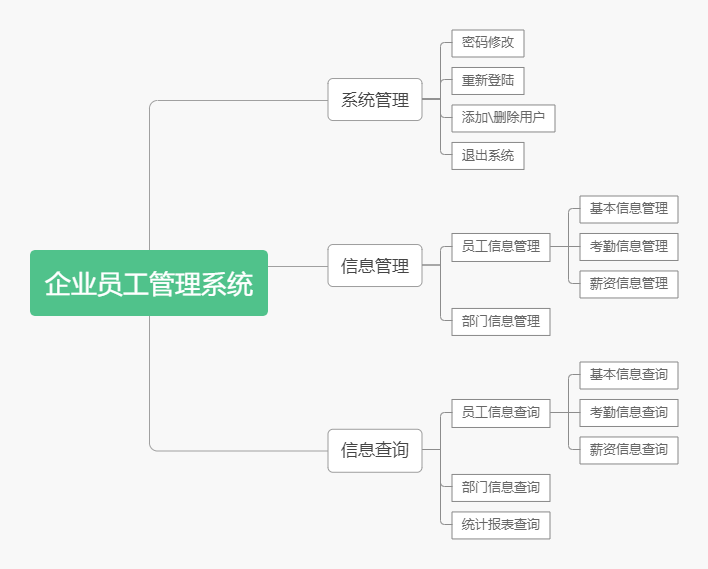 企业员工管理系统
系统管理
密码修改
重新登陆
添加\删除用户
退出系统
信息管理
员工信息管理
基本信息管理
考勤信息管理
薪资信息管理
部门信息管理
信息查询
员工信息查询
基本信息查询
考勤信息查询
薪资信息查询
部门信息查询
统计报表查询